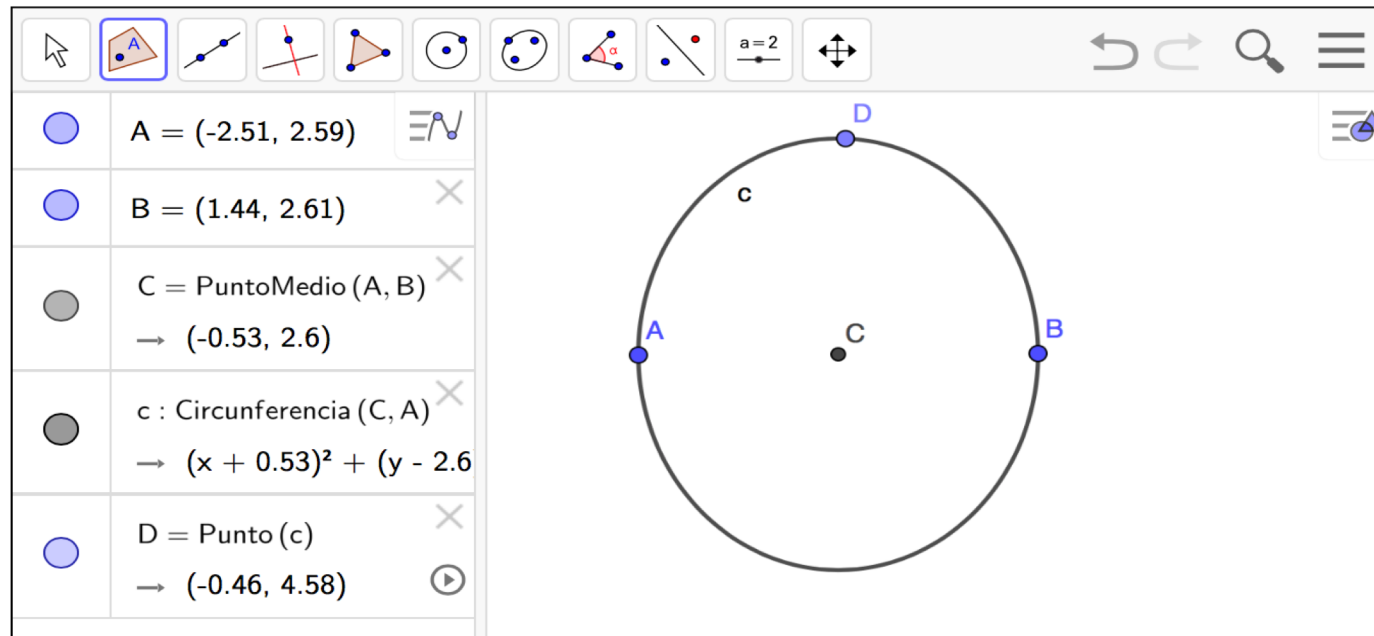 A
α
a = 2
A = (-2.51, 2.59)
B = (1.44, 2.61)
C = PuntoMedio (A, B)
→ (-0.53, 2.6)
c : Circunferencia (C, A)
→ (x + 0.53)² + (y - 2.6
D = Punto (c)
→ (-0.46, 4.58)
D
c
A
C
B